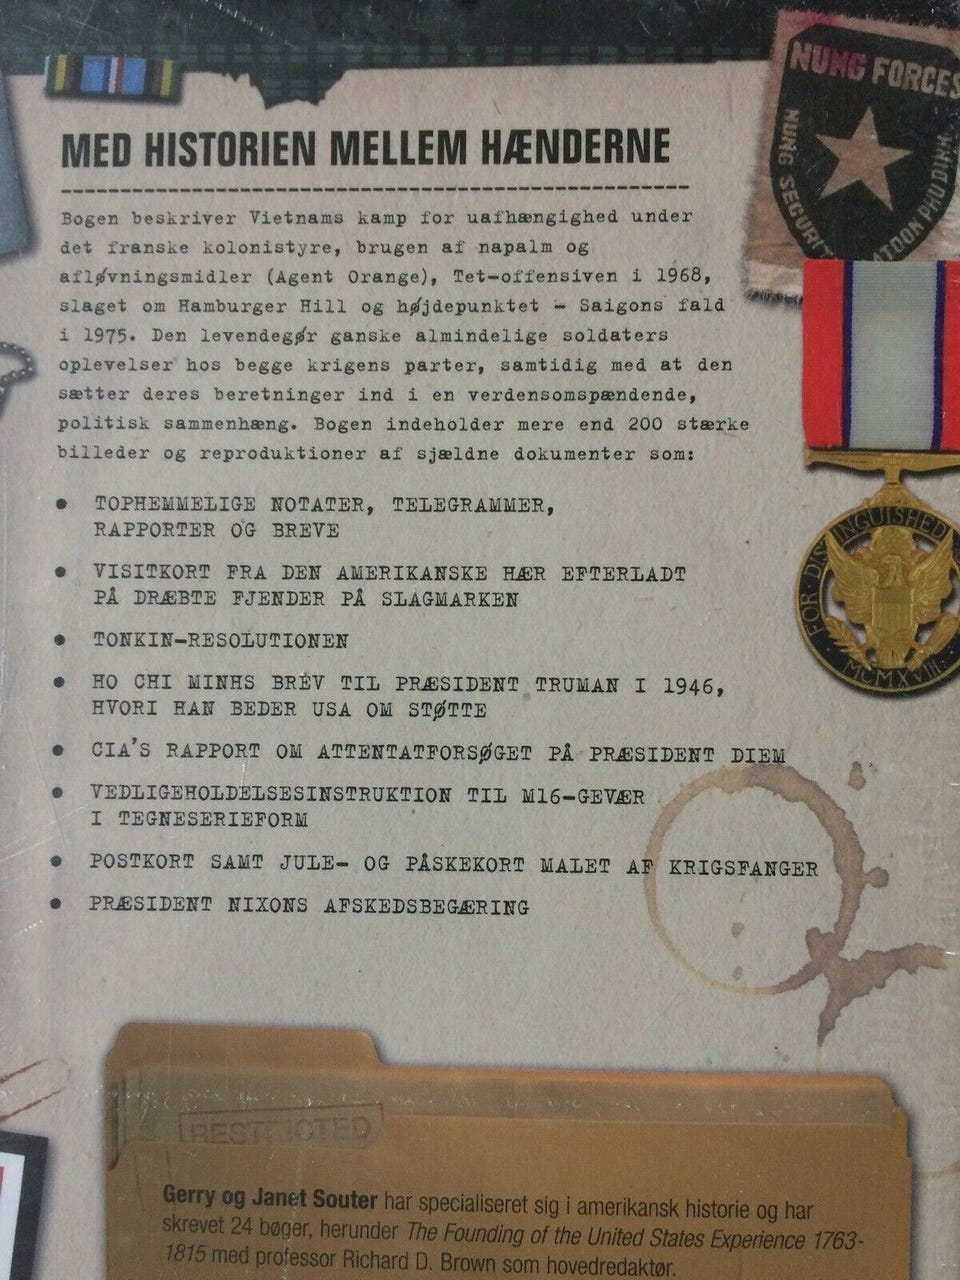 NUNG FORCES
NUNG SECURITY
ATOOK PHU DINH
MED HISTORIEN MELLEM HÆNDERNE
Bogen beskriver Vietnams kamp for uafhængighed under
det franske kolonistyre, brugen af napalm og
afløvningsmidler (Agent Orange), Tet-offensiven i 1968,
slaget om Hamburger Hill og højdepunktet - Saigons fald
i 1975. Den levendegør ganske almindelige soldaters
oplevelser hos begge krigens parter, samtidig med at den
sætter deres beretninger ind i en verdensomspændende,
politisk sammenhæng. Bogen indeholder mere end 200 stærke
billeder og reproduktioner af sjældne dokumenter som:
• TOPHEMMELIGE NOTATER, TELEGRAMMER,
RAPPORTER OG BREVE
• VISITKORT FRA DEN AMERIKANSKE HÆR EFTERLADT
PÅ DRÆBTE FJENDER PÅ SLAGMARKEN
• TONKIN-RESOLUTIONEN
• HO CHI MINHS BREV TIL PRÆSIDENT TRUMAN I 1946,
HVORI HAN BEDER USA OM STØTTE
• CIA'S RAPPORT OM ATTENTATFORSØGET PÅ PRÆSIDENT DIEM
• VEDLIGEHOLDELSESINSTRUKTION TIL M16-GEVÆR
I TEGNESERIEFORM
• POSTKORT SAMT JULE- OG PÅSKEKORT MALET AF KRIGSFANGER
• PRÆSIDENT NIXONS AFSKEDSBEGÆRING
FOR DISTINGUISHED
MCMXVIII
RESTRICTED
Gerry og Janet Souter har specialiseret sig i amerikansk historie og har
skrevet 24 bøger, herunder The Founding of the United States Experience 1763-
1815 med professor Richard D. Brown som hovedredaktør.